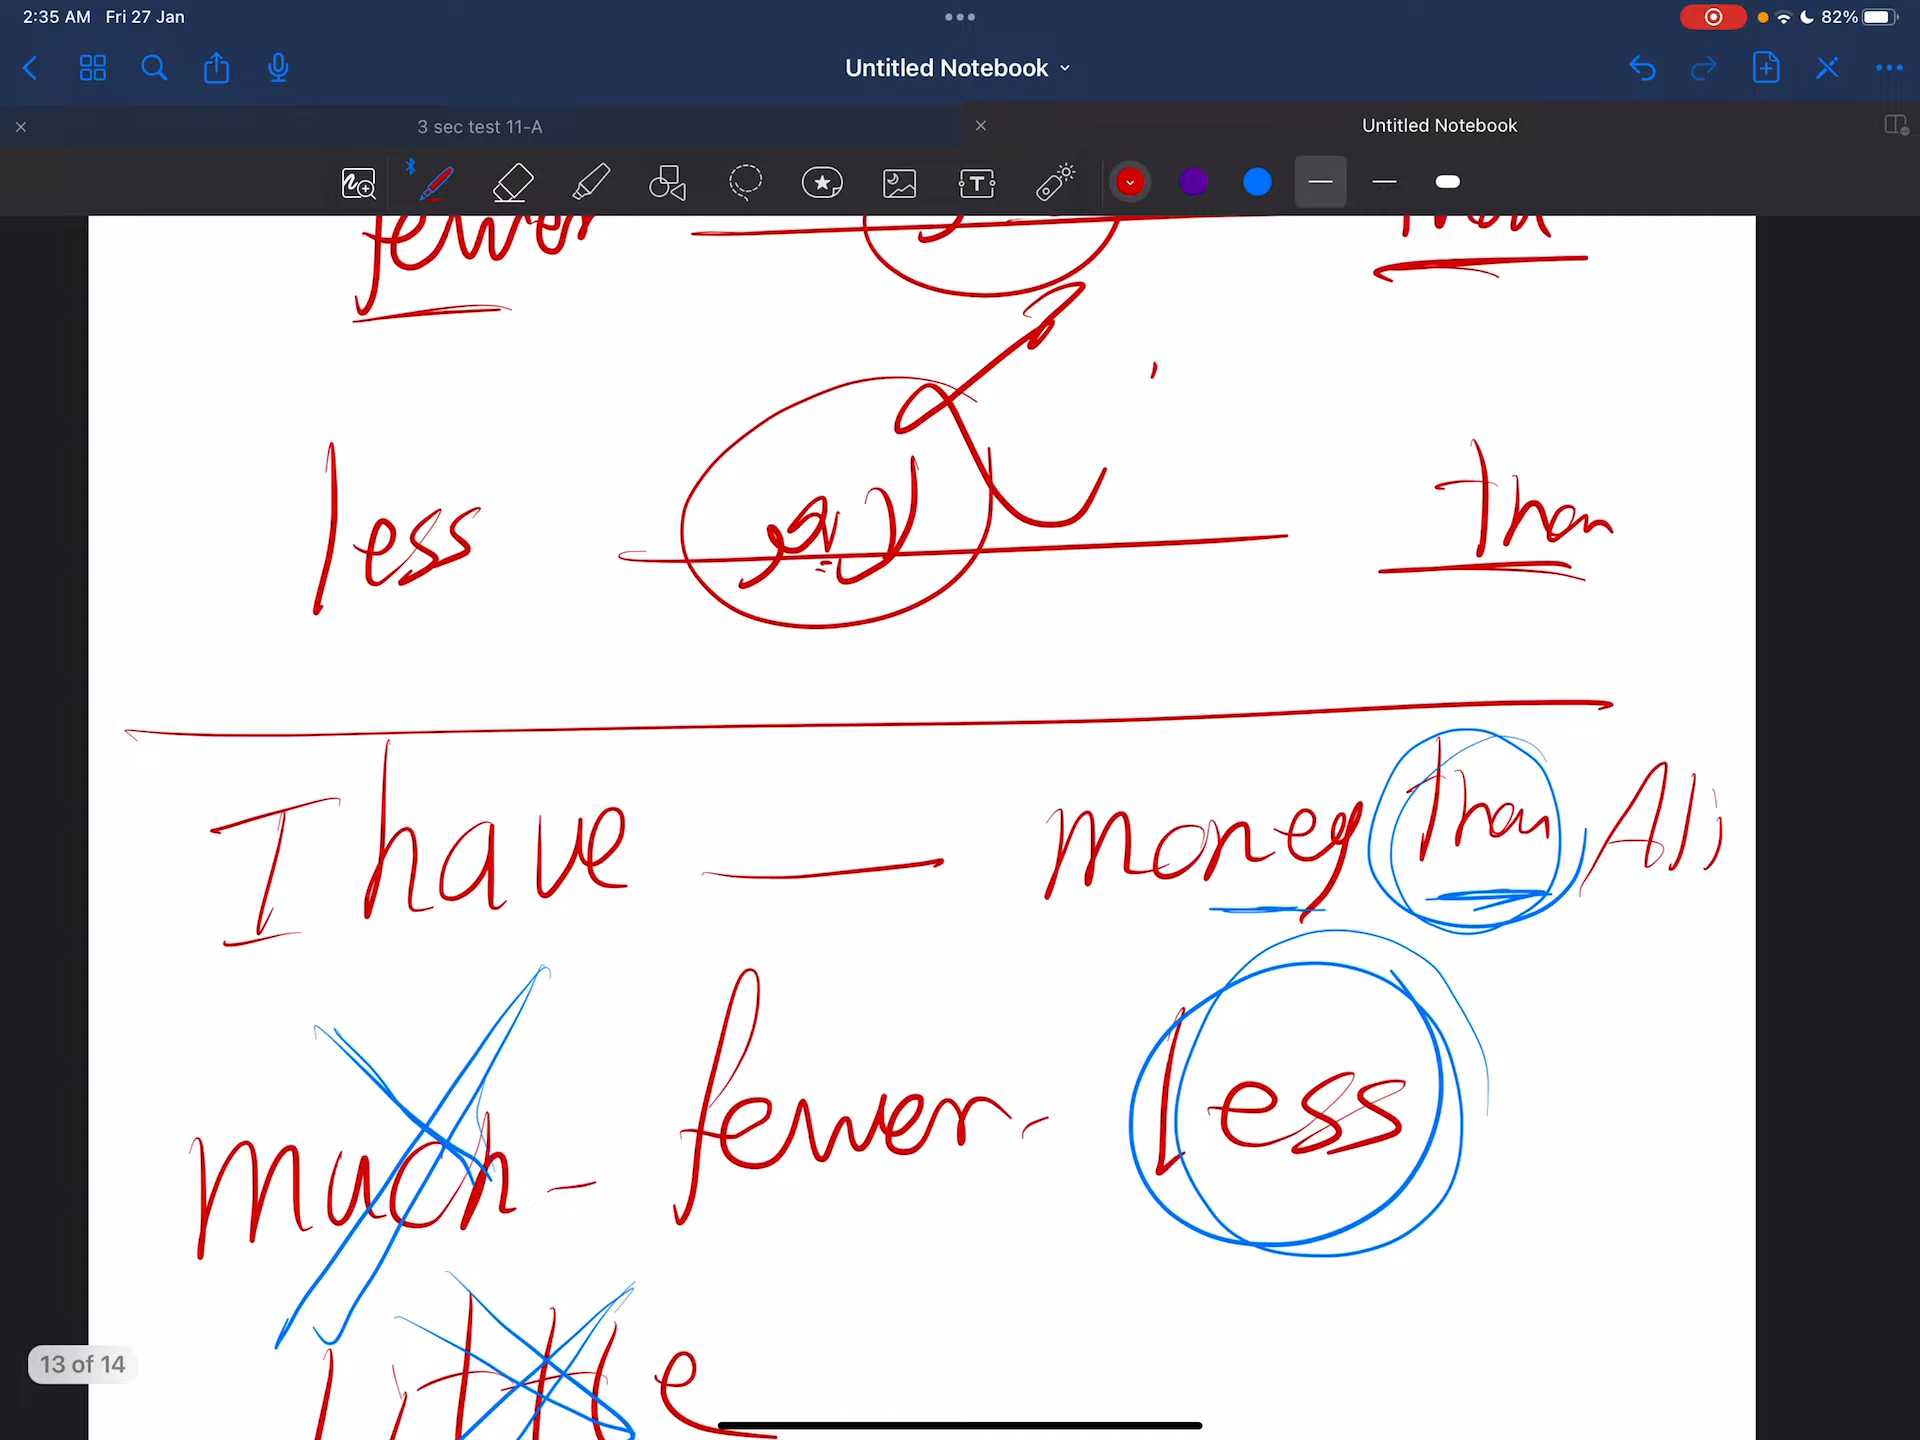 2:35 AM Fri 27 Jan
82%
Untitled Notebook
3 sec test 11-A
Untitled Notebook
T
fewer than
less than
I have — money than Ali
much - fewer - less
little
13 of 14